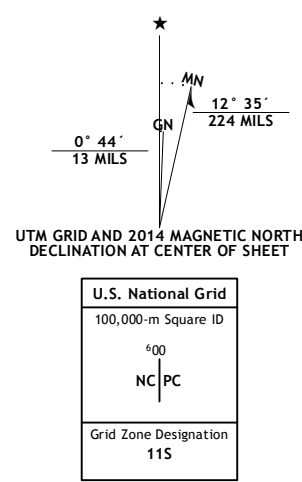 ★
MN
GN
12° 35´
224 MILS
0° 44´
13 MILS
UTM GRID AND 2014 MAGNETIC NORTH
DECLINATION AT CENTER OF SHEET
U.S. National Grid
100,000-m Square ID
⁶00
NC PC
Grid Zone Designation
11S